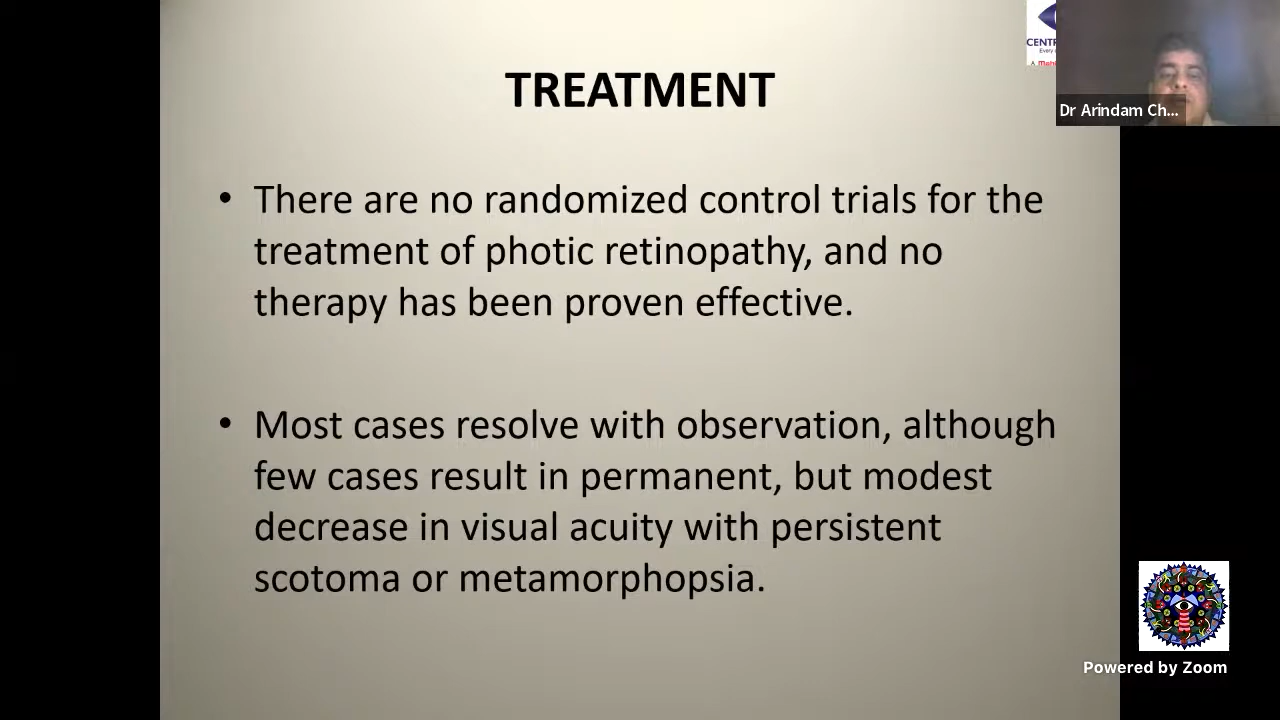 TREATMENT
• There are no randomized control trials for the
treatment of photic retinopathy, and no
therapy has been proven effective.
• Most cases resolve with observation, although
few cases result in permanent, but modest
decrease in visual acuity with persistent
scotoma or metamorphopsia.
CENTR
Every
Dr Arindam Ch...
Powered by Zoom